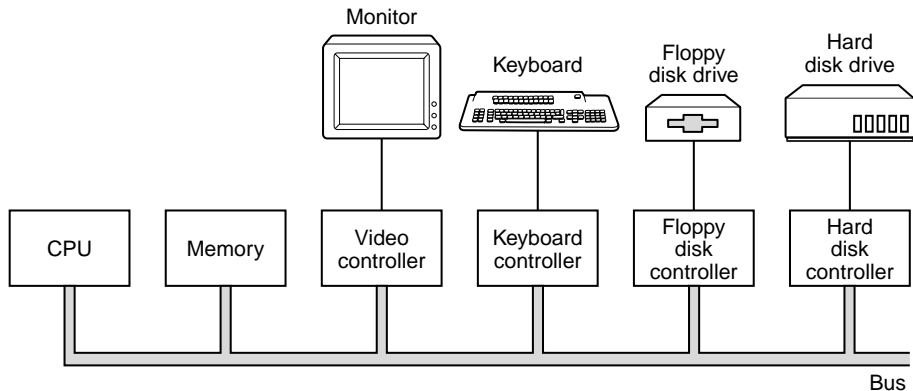 Monitor
Keyboard
Floppy
disk drive
Hard
disk drive
CPU
Memory
Video
controller
Keyboard
controller
Floppy
disk
controller
Hard
disk
controller
Bus